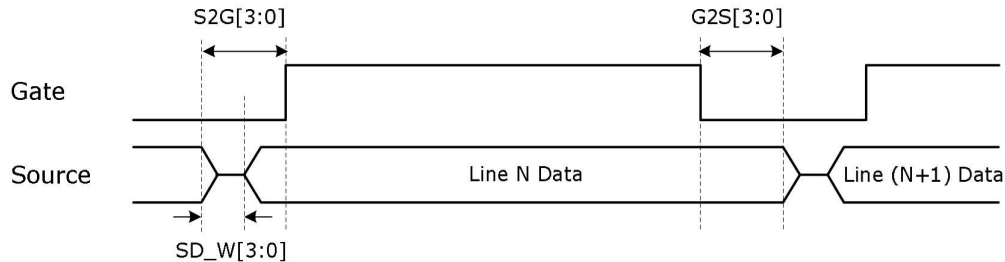 S2G[3:0]
G2S[3:0]
Gate
Source
Line N Data
Line (N+1) Data
SD_W[3:0]